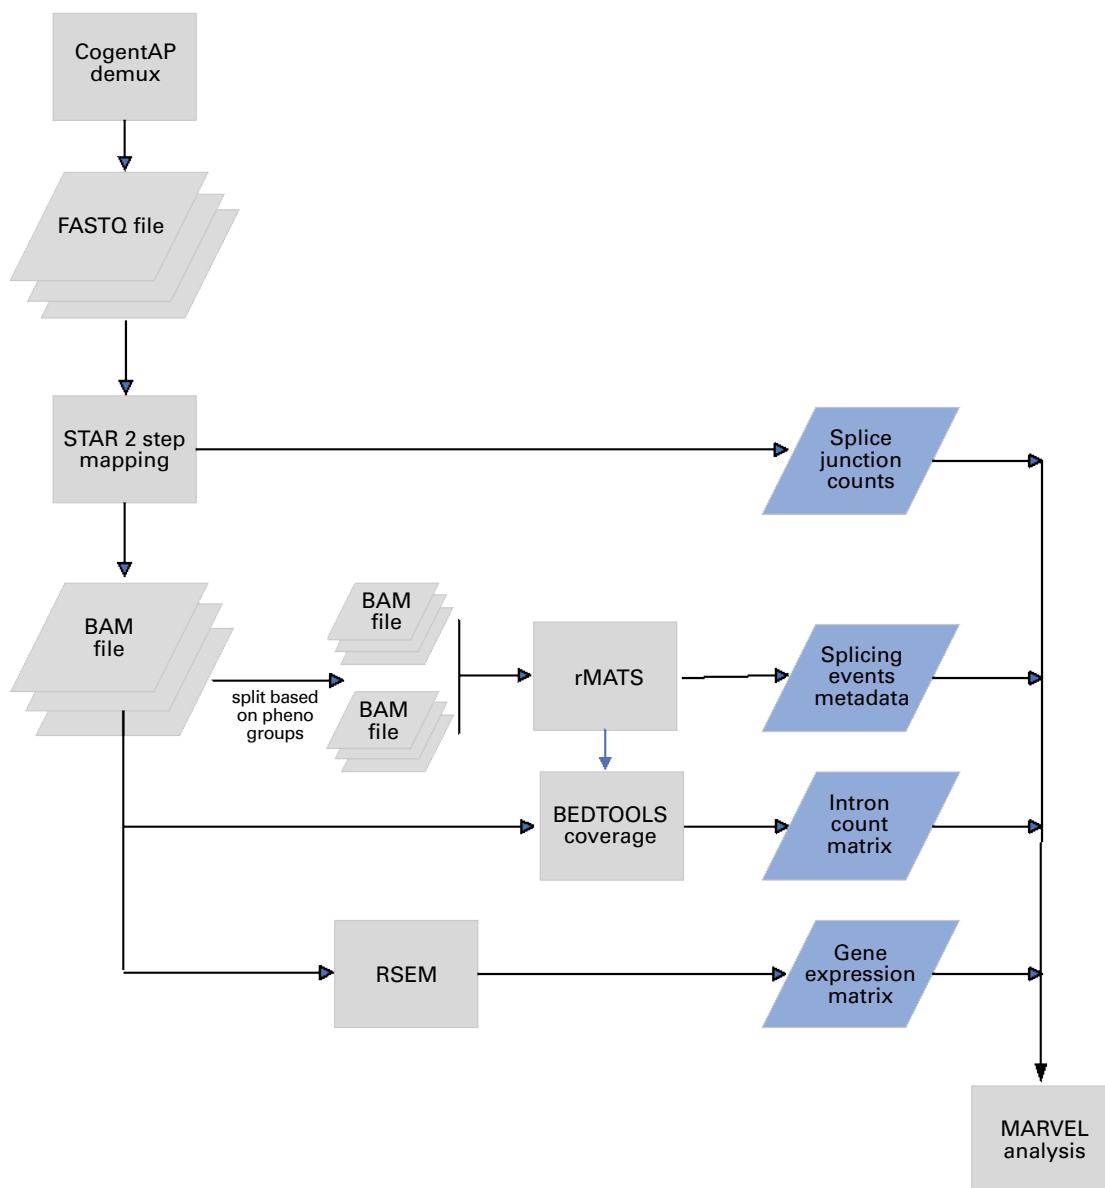 CogentAP
demux
FASTQ file
STAR 2 step
mapping
Splice
junction
counts
BAM
file
split based
on pheno
groups
BAM
file
BAM
file
rMATS
Splicing
events
metadata
BEDTOOLS
coverage
Intron
count
matrix
RSEM
Gene
expression
matrix
MARVEL
analysis